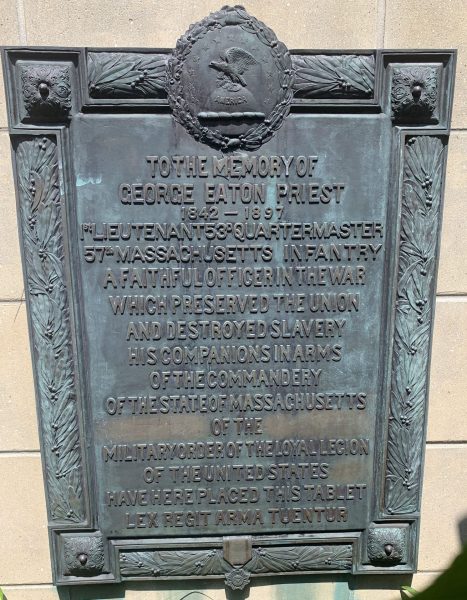 AMERICA
TO THE MEMORY OF
GEORGE EATON PRIEST
1842 — 1897
1ST LIEUTENANT 53D QUARTERMASTER
57TH MASSACHUSETTS INFANTRY
A FAITHFUL OFFICER IN THE WAR
WHICH PRESERVED THE UNION
AND DESTROYED SLAVERY
HIS COMPANIONS IN ARMS
OF THE COMMANDERY
OF THE STATE OF MASSACHUSETTS
OF THE
MILITARY ORDER OF THE LOYAL LEGION
OF THE UNITED STATES
HAVE HERE PLACED THIS TABLET
LEX REGIT ARMA TUENTUR